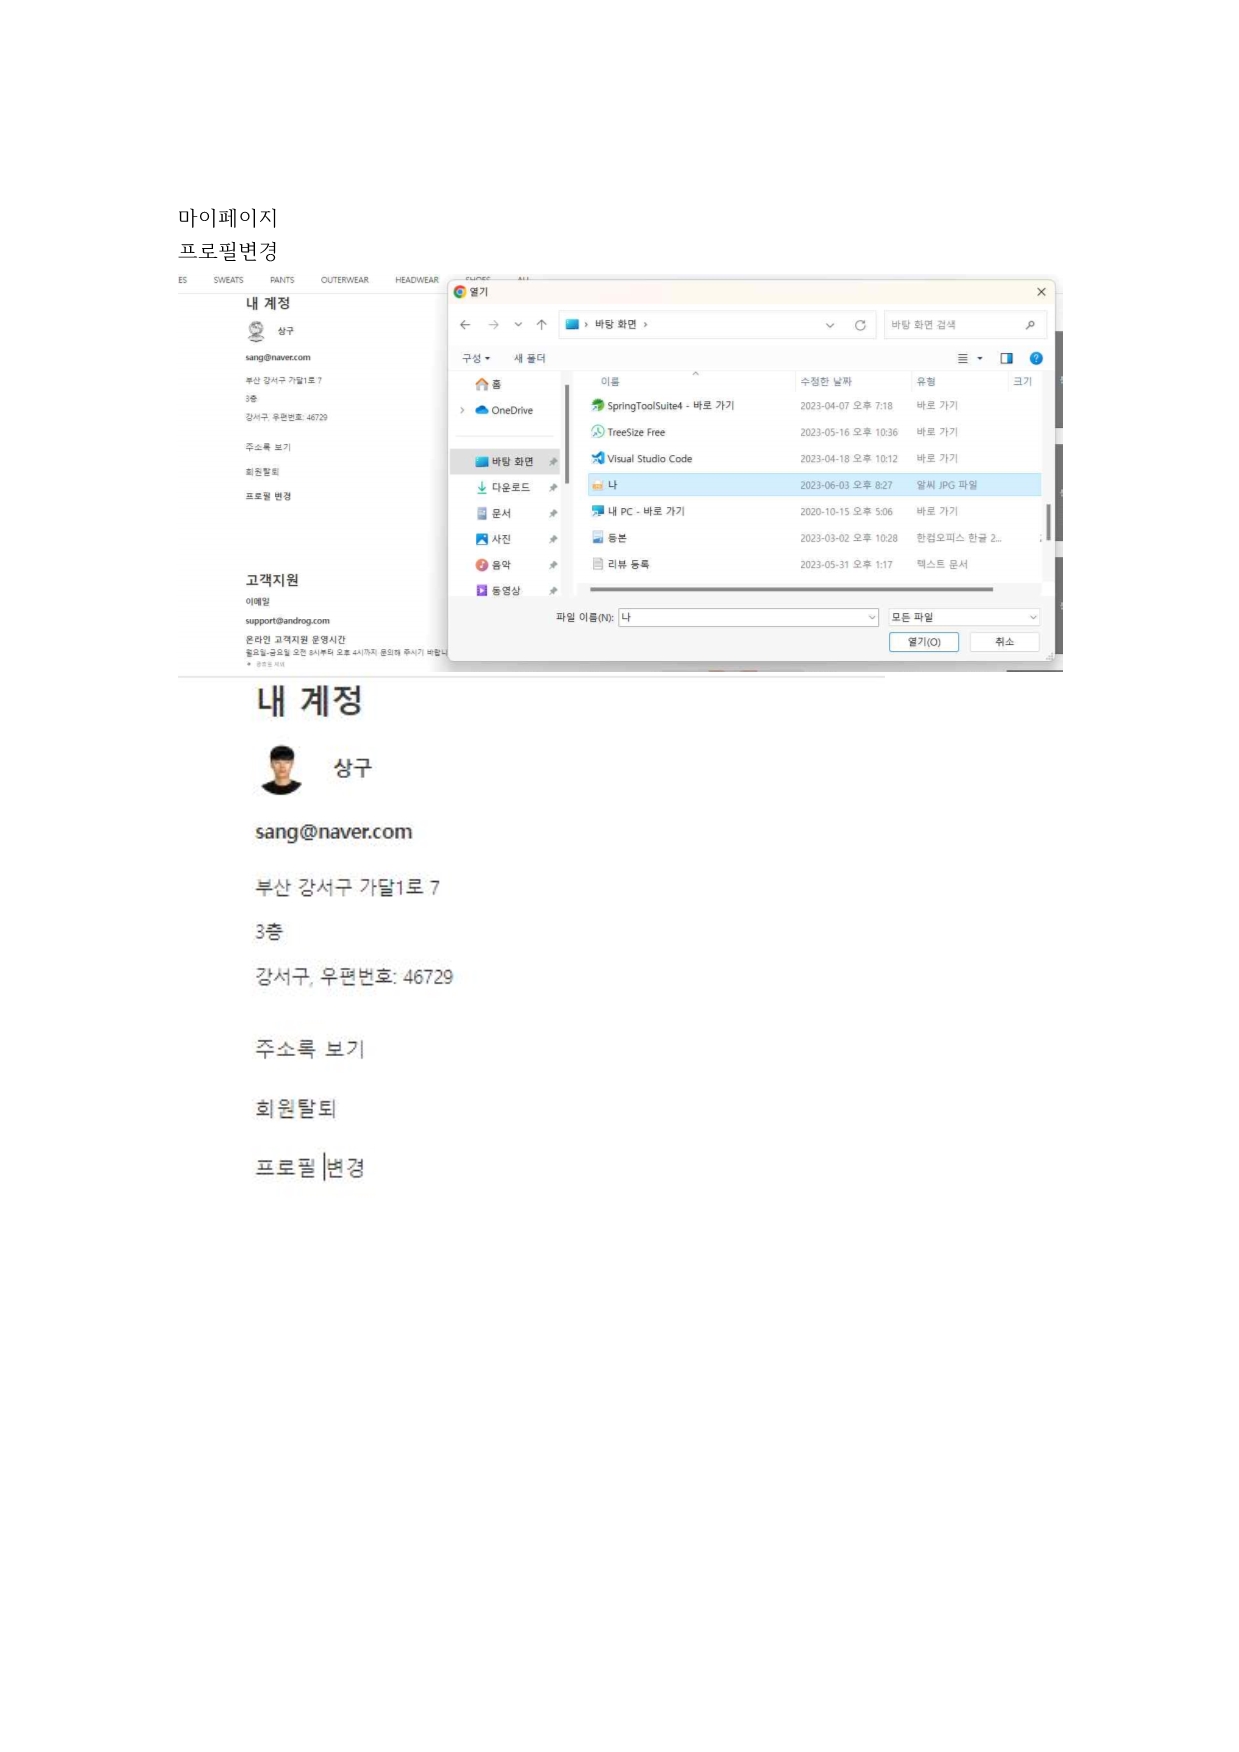 마이페이지
프로필변경
ES SWEATS PANTS OUTERWEAR HEADWEAR SHOES ALL
내 계정
상구
sang@naver.com
부산 강서구 가달1로 7
3층
강서구, 우편번호: 46729
주소록 보기
회원탈퇴
프로필 변경
고객지원
이메일
support@androg.com
온라인 고객지원 운영시간
월요일-금요일 오전 8시부터 오후 4시까지 문의해 주시기 바랍니
열기
바탕 화면
바탕 화면 검색
구성 새 폴더
홈
OneDrive
바탕 화면
다운로드
문서
사진
음악
동영상
이름 수정한 날짜 유형 크기
SpringToolSuite4 - 바로 가기 2023-04-07 오후 7:18 바로 가기
TreeSize Free 2023-05-16 오후 10:36 바로 가기
Visual Studio Code 2023-04-18 오후 10:12 바로 가기
나 2023-06-03 오후 8:27 알씨 JPG 파일
내 PC - 바로 가기 2020-10-15 오후 5:06 바로 가기
등본 2023-03-02 오후 10:28 한컴오피스 한글 2...
리뷰 등록 2023-05-31 오후 1:17 텍스트 문서
파일 이름(N): 나 모든 파일
열기(O) 취소
내 계정
상구
sang@naver.com
부산 강서구 가달1로 7
3층
강서구, 우편번호: 46729
주소록 보기
회원탈퇴
프로필 변경